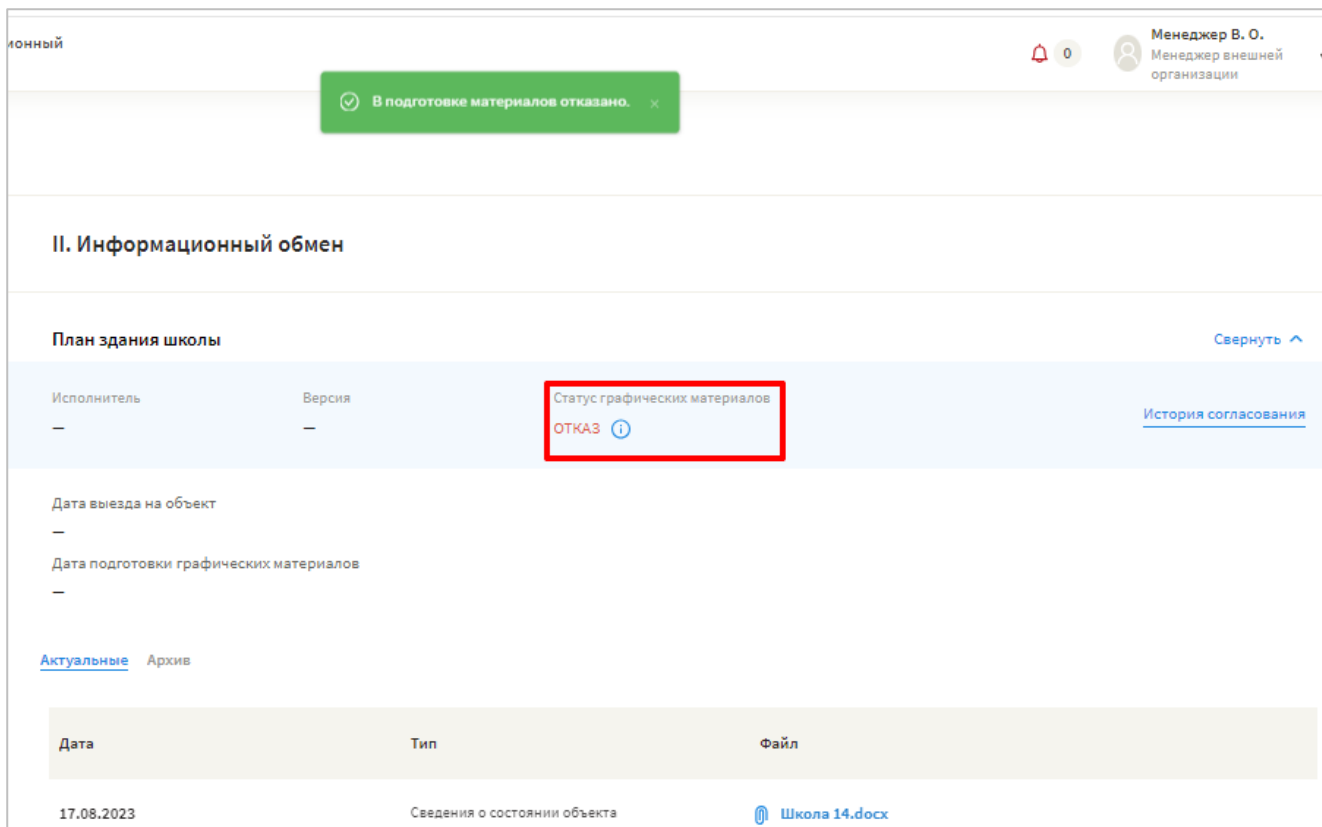 ионный
0
Менеджер В. О.
Менеджер внешней
организации
В подготовке материалов отказано.
II. Информационный обмен
План здания школы
Свернуть
Исполнитель
Версия
Статус графических материалов
—
—
ОТКАЗ
История согласования
Дата выезда на объект
—
Дата подготовки графических материалов
—
Актуальные Архив
Дата Тип Файл
17.08.2023 Сведения о состоянии объекта Школа 14.docx